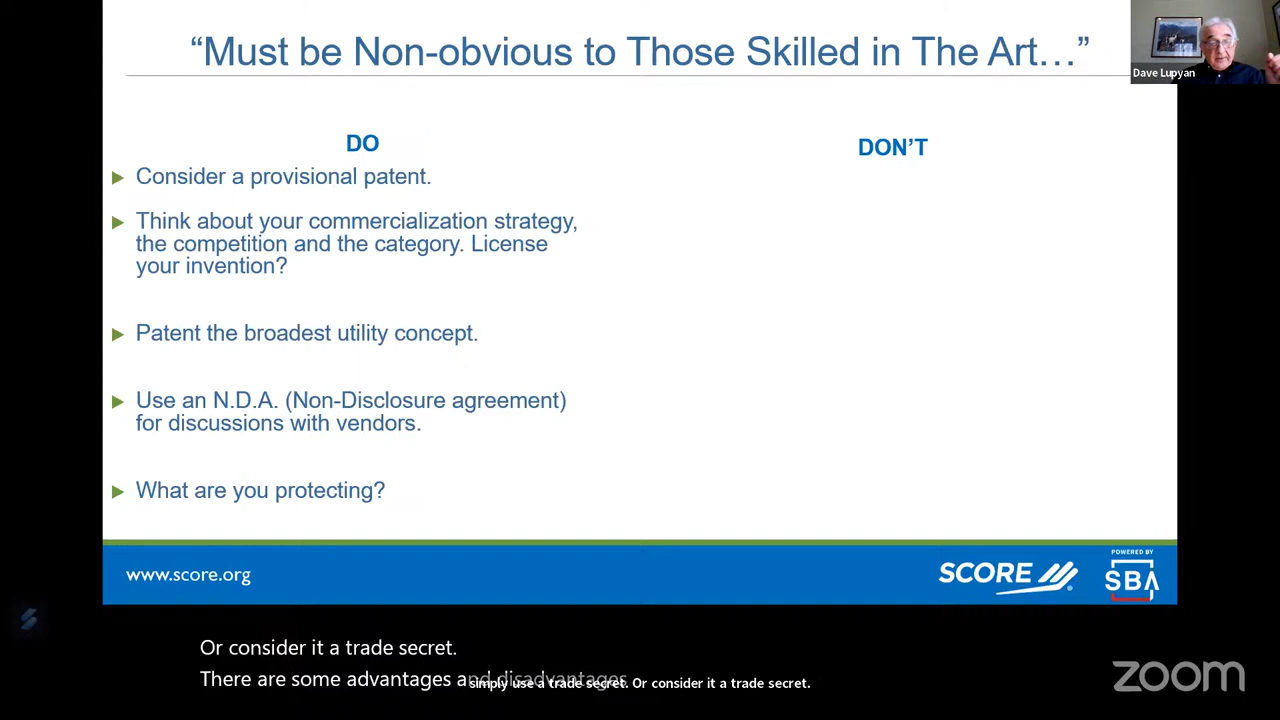 “Must be Non-obvious to Those Skilled in The Art…”
Dave Lupyan
DO
Consider a provisional patent.
Think about your commercialization strategy,
the competition and the category. License
your invention?
Patent the broadest utility concept.
Use an N.D.A. (Non-Disclosure agreement)
for discussions with vendors.
What are you protecting?
DON’T
www.score.org
SCORE
POWERED BY
SBA
Or consider it a trade secret.
There are some advantages and disadvantages
simply use a trade secret. Or consider it a trade secret.
zoom